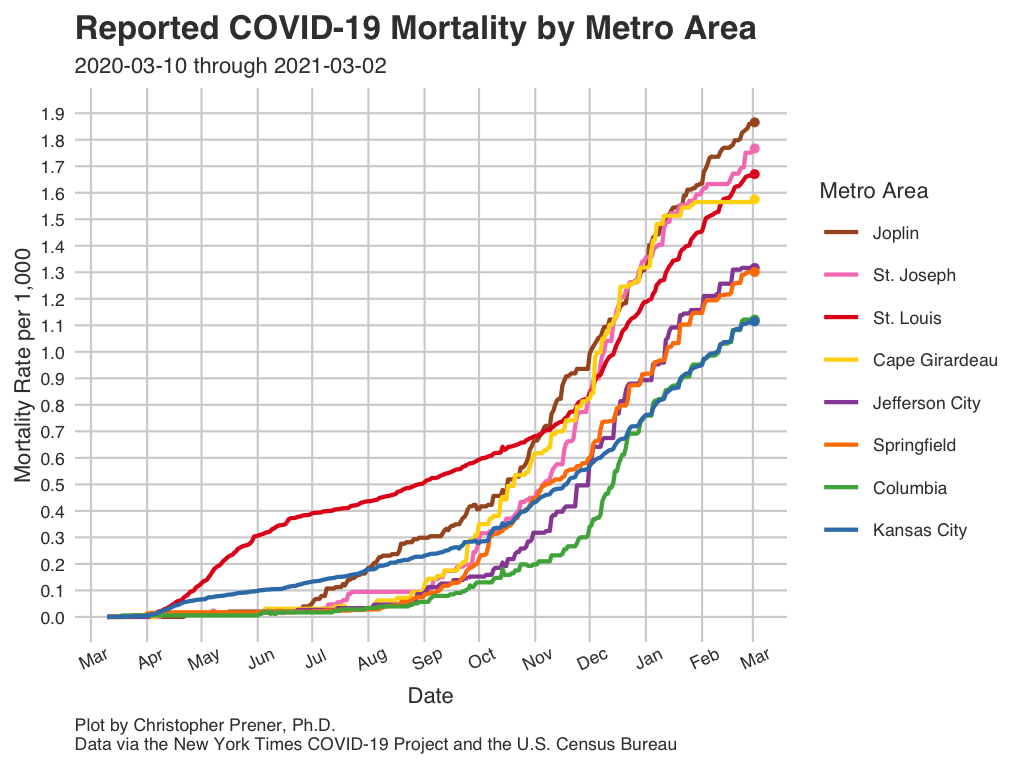 Reported COVID-19 Mortality by Metro Area
2020-03-10 through 2021-03-02
Mortality Rate per 1,000
1.9
1.8
1.7
1.6
1.5
1.4
1.3
1.2
1.1
1.0
0.9
0.8
0.7
0.6
0.5
0.4
0.3
0.2
0.1
0.0
Mar Apr May Jun Jul Aug Sep Oct Nov Dec Jan Feb Mar
Date
Metro Area
Joplin
St. Joseph
St. Louis
Cape Girardeau
Jefferson City
Springfield
Columbia
Kansas City
Plot by Christopher Prener, Ph.D.
Data via the New York Times COVID-19 Project and the U.S. Census Bureau